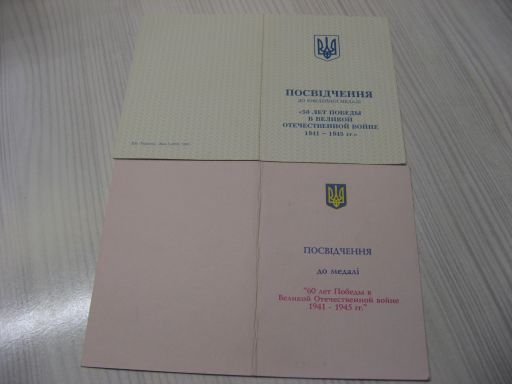 ПОСВІДЧЕННЯ
ДО ЮВІЛЕЙНОЇ МЕДАЛІ
«50 ЛЕТ ПОБЕДЫ
В ВЕЛИКОЙ
ОТЕЧЕСТВЕННОЙ ВОЙНЕ
1941 – 1945 гг.»
ПОСВІДЧЕННЯ
до медалі
"60 лет Победы в
Великой Отечественной войне
1941 - 1945 гг."